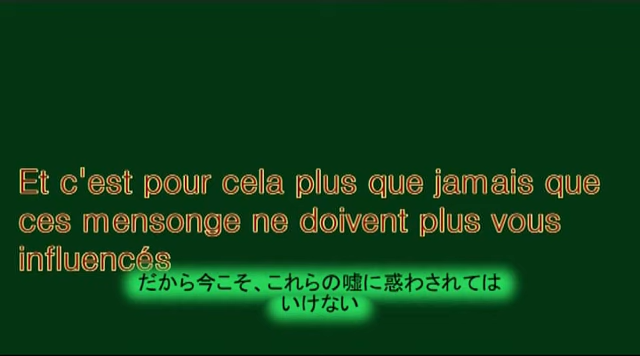 Et c'est pour cela plus que jamais que
ces mensonge ne doivent plus vous
influencés
だから今こそ、これらの嘘に惑わされては
いけない